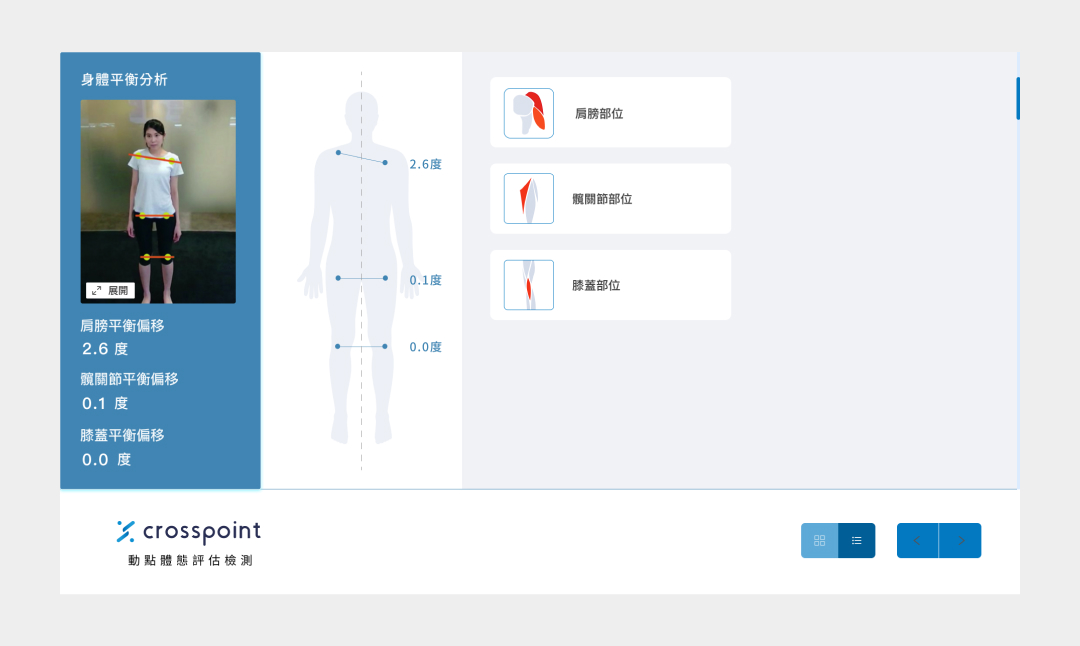 身體平衡分析
展開
肩膀平衡偏移
2.6 度
髖關節平衡偏移
0.1 度
膝蓋平衡偏移
0.0 度
2.6度
0.1度
0.0度
肩膀部位
髖關節部位
膝蓋部位
crosspoint
動點體態評估檢測